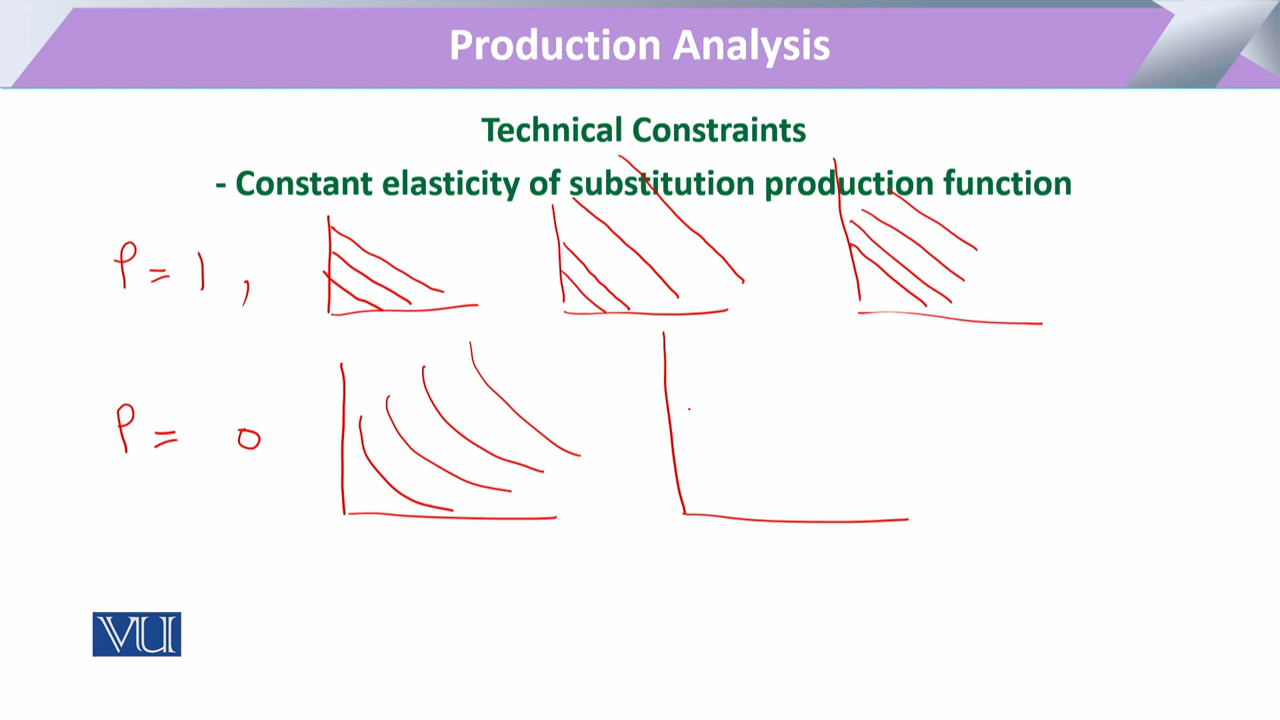 Production Analysis
Technical Constraints
- Constant elasticity of substitution production function
ρ = 1 ,
ρ = 0
VU